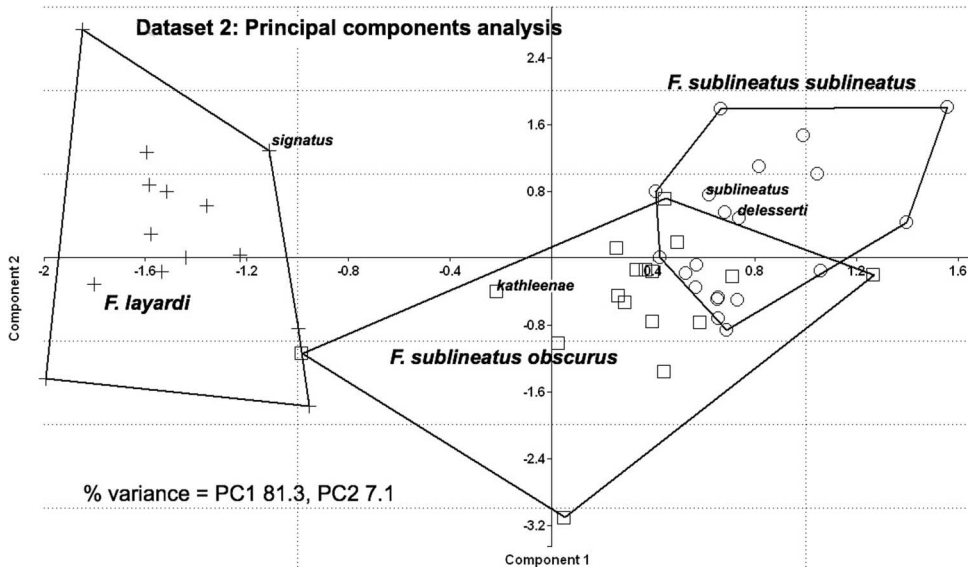 Dataset 2: Principal components analysis
2.4
F. sublineatus sublineatus
1.6
signatus
0.8
sublineatus
delesserti
-2 -1.6 -1.2 -0.8 -0.4 0.4 0.8 1.2 1.6
kathleenae
F. layardi
-0.8
F. sublineatus obscurus
-1.6
-2.4
% variance = PC1 81.3, PC2 7.1
-3.2
Component 1
Component 2